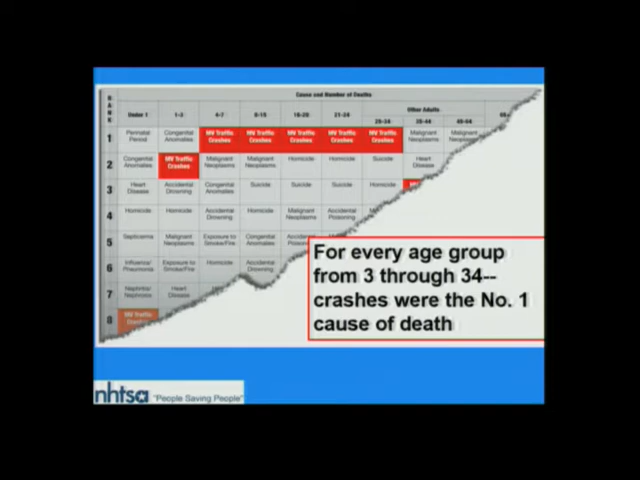 Cause and Number of Deaths
RANK Under 1 1-3 4-7 8-15 16-20 21-24 Other Adults
25-34 35-44 45-64
1 Perinatal Period Congenital Anomalies MV Traffic Crashes MV Traffic Crashes MV Traffic Crashes MV Traffic Crashes MV Traffic Crashes Malignant Neoplasms Malignant
2 Congenital Anomalies MV Traffic Crashes Malignant Neoplasms Malignant Neoplasms Homicide Homicide Suicide Heart Disease
3 Heart Disease Accidental Drowning Congenital Anomalies Suicide Suicide Suicide Homicide
4 Homicide Homicide Accidental Drowning Homicide Malignant Neoplasms Accidental Poisoning
5 Septicemia Malignant Neoplasms Exposure to Smoke/Fire Congenital Anomalies
6 Influenza/ Pneumonia Exposure to Smoke/Fire Homicide Accidental Drowning
7 Nephritis/ Nephrosis Heart Disease
8 MV Traffic
For every age group
from 3 through 34--
crashes were the No. 1
cause of death
nhtsa "People Saving People"